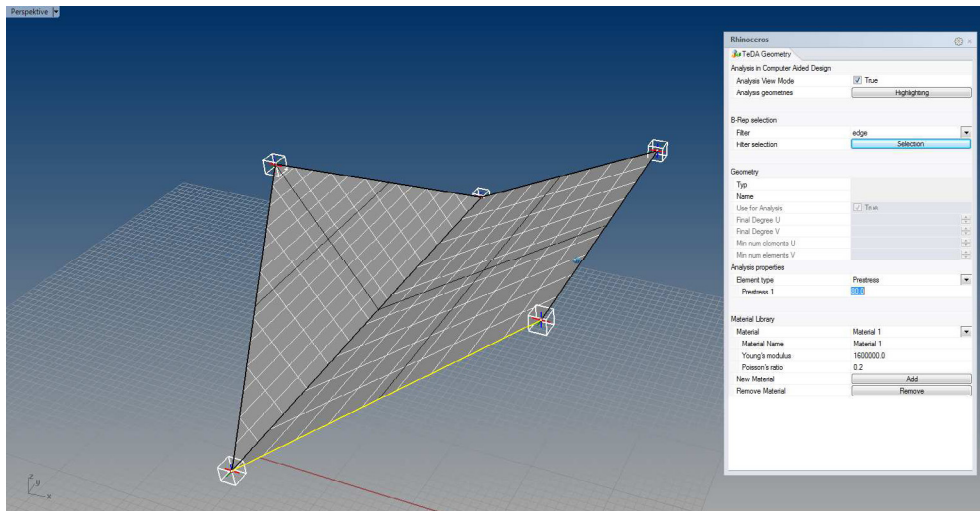 Perspektive
Rhinoceros
TeDA Geometry
Analysis in Computer Aided Design
Analysis View Mode True
Analysis geometries Highlighting
B-Rep selection
Filter edge
Filter selection Selection
Geometry
Typ
Name
Use for Analysis True
Final Degree U
Final Degree V
Min num elements U
Min num elements V
Analysis properties
Element type Prestress
Prestress 1
Material Library
Material Material 1
Material Name Material 1
Young's modulus 1600000.0
Poisson's ratio 0.2
New Material Add
Remove Material Remove
z
y
x